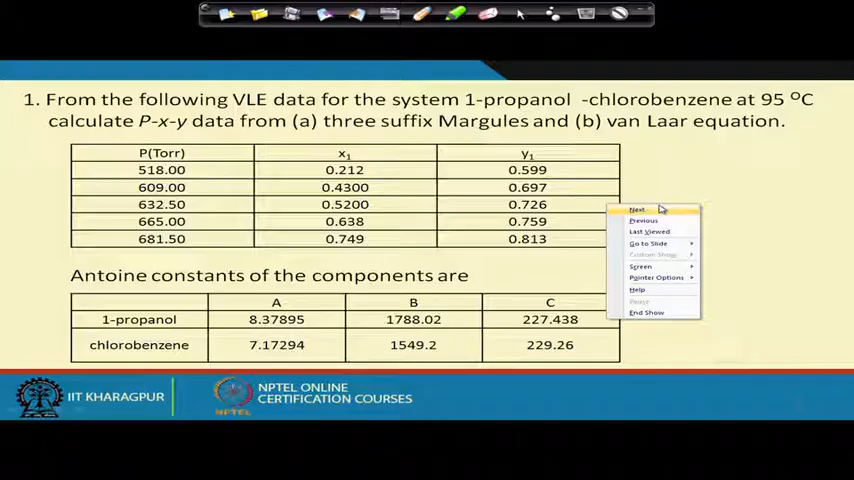 1. From the following VLE data for the system 1-propanol -chlorobenzene at 95 ⁰C
calculate P-x-y data from (a) three suffix Margules and (b) van Laar equation.
P(Torr) x₁ y₁
518.00 0.212 0.599
609.00 0.4300 0.697
632.50 0.5200 0.726
665.00 0.638 0.759
681.50 0.749 0.813
Next
Previous
Last Viewed
Go to Slide
Custom Show
Screen
Pointer Options
Help
Pause
End Show
Antoine constants of the components are
A B C
1-propanol 8.37895 1788.02 227.438
chlorobenzene 7.17294 1549.2 229.26
IIT KHARAGPUR
NPTEL
NPTEL ONLINE
CERTIFICATION COURSES